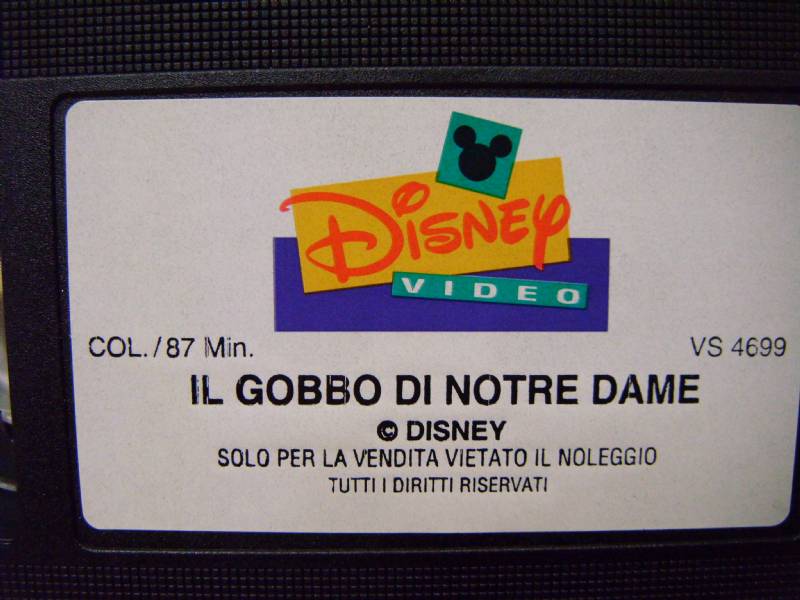 DISNEY
VIDEO
COL./87 Min.
VS 4699
IL GOBBO DI NOTRE DAME
© DISNEY
SOLO PER LA VENDITA VIETATO IL NOLEGGIO
TUTTI I DIRITTI RISERVATI